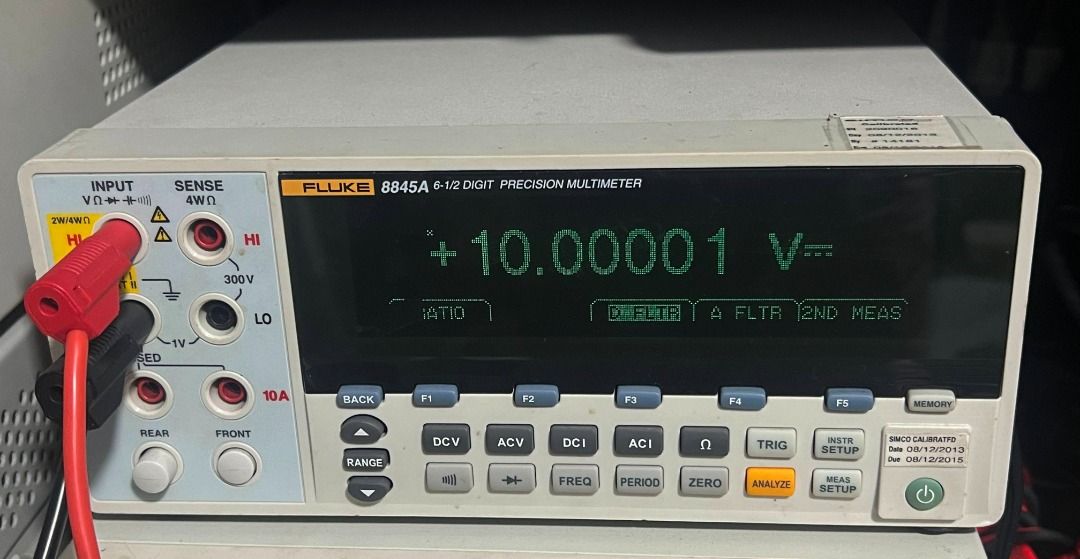 Calibrated
INPUT
SENSE
VΩ
4WΩ
2W/4WΩ
HI
HI
300V
LO
1V
10A
REAR
FRONT
FLUKE 8845A 6-1/2 DIGIT PRECISION MULTIMETER
+10.00001 V
ATIO D FLTR A FLTR 2ND MEAS
BACK F1 F2 F3 F4 F5 MEMORY
RANGE
DCV ACV DCI ACI Ω TRIG INSTR SETUP
FREQ PERIOD ZERO ANALYZE MEAS SETUP
SIMCO CALIBRATED
Date 08/12/2013
Due 08/12/2015